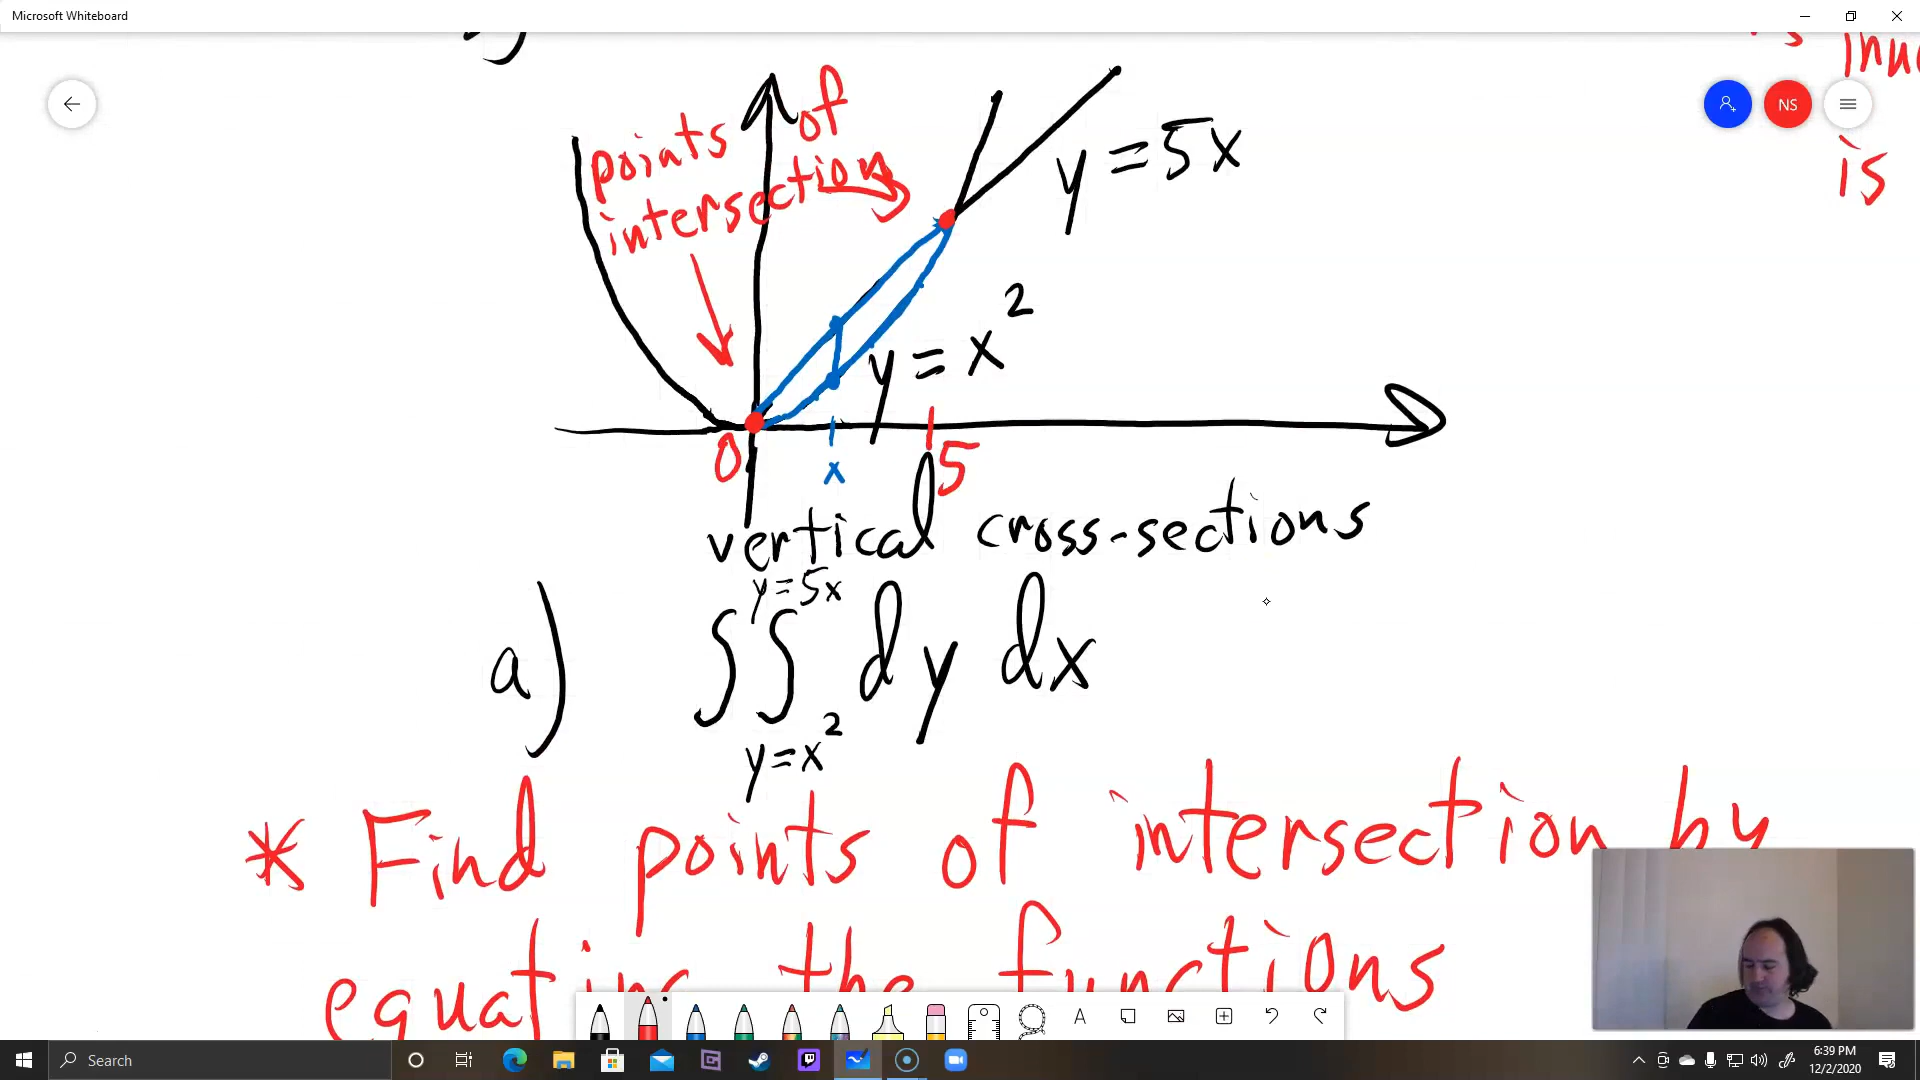 Microsoft Whiteboard
NS
is
points of
intersection
y = 5x
y = x²
0
x
5
vertical cross-sections
y=5x
a) ∫∫ dy dx
y=x²
* Find points of intersection by
equating the functions
A
Search
6:39 PM
12/2/2020